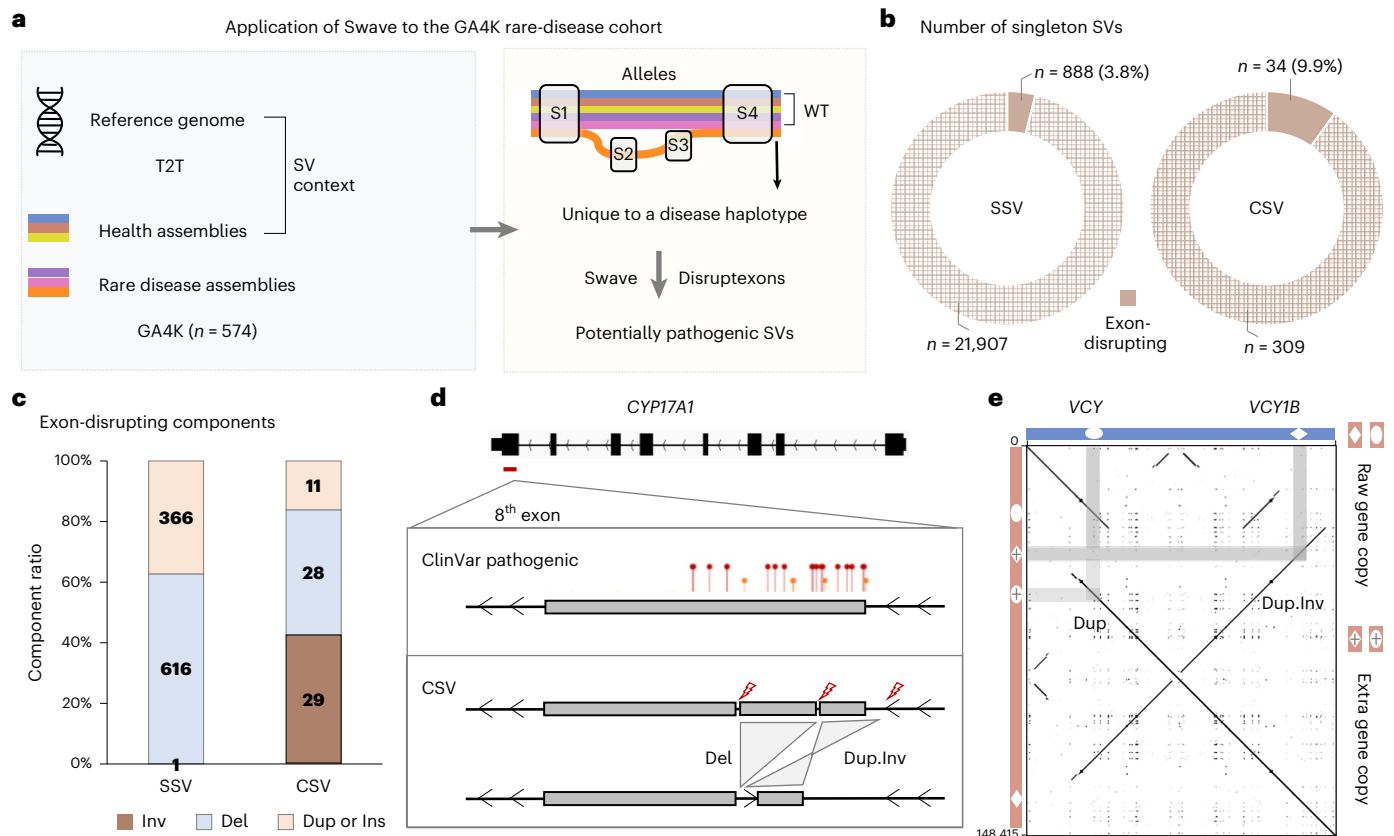 a
Application of Swave to the GA4K rare-disease cohort
Reference genome
T2T
SV
context
Health assemblies
Rare disease assemblies
GA4K (n = 574)
Alleles
S1
S2
S3
S4
WT
Unique to a disease haplotype
Swave
Disruptexons
Potentially pathogenic SVs
b
Number of singleton SVs
n = 888 (3.8%)
SSV
n = 21,907
n = 34 (9.9%)
CSV
n = 309
Exon-
disrupting
c
Exon-disrupting components
Component ratio
100%
80%
60%
40%
20%
0%
366
616
1
11
28
29
SSV
CSV
Inv
Del
Dup or Ins
d
CYP17A1
8th exon
ClinVar pathogenic
CSV
Del
Dup.Inv
e
VCY
VCY1B
0
Dup
Dup.Inv
148,415
Raw gene copy
Extra gene copy